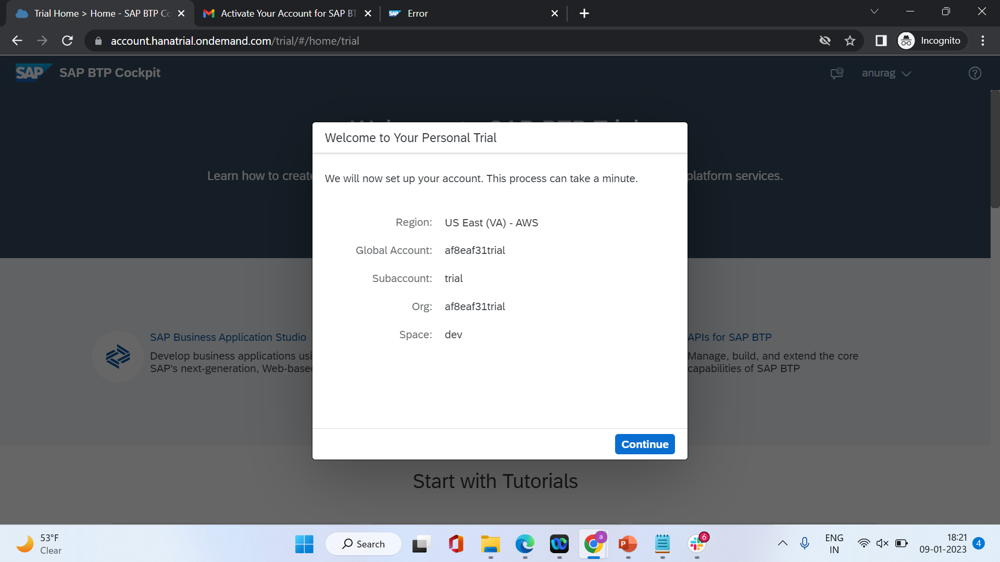 Trial Home > Home - SAP BTP Co
Activate Your Account for SAP BT
SAP
Error
account.hanatrial.ondemand.com/trial/#/home/trial
Incognito
SAP
SAP BTP Cockpit
anurag
Welcome to Your Personal Trial
Learn how to create
We will now set up your account. This process can take a minute.
platform services.
Region:
US East (VA) - AWS
Global Account:
af8eaf31trial
Subaccount:
trial
Org:
af8eaf31trial
Space:
dev
SAP Business Application Studio
Develop business applications usi
SAP's next-generation, Web-base
APIs for SAP BTP
Manage, build, and extend the core
capabilities of SAP BTP
Continue
Start with Tutorials
53°F
Clear
Search
a
P
6
ENG
IN
18:21
09-01-2023
4